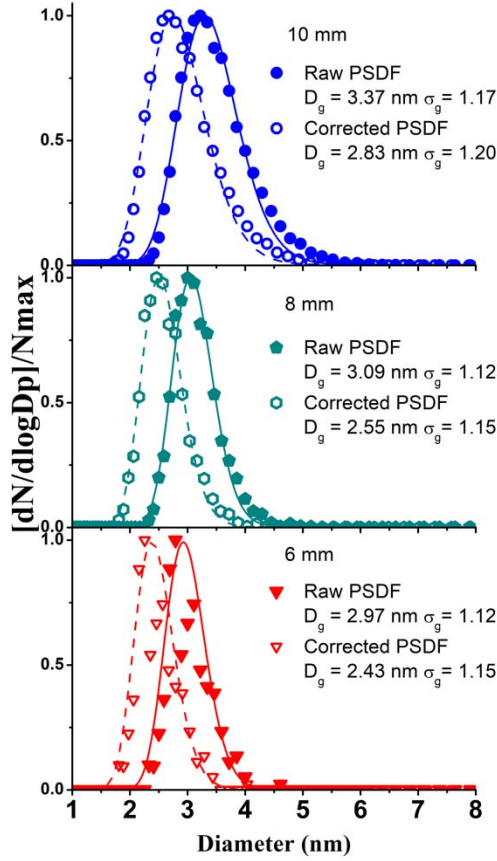 [dN/dlogDp]/Nmax
1.0
0.5
0.0
10 mm
Raw PSDF
D_g = 3.37 nm σ_g = 1.17
Corrected PSDF
D_g = 2.83 nm σ_g = 1.20
1.0
0.5
0.0
8 mm
Raw PSDF
D_g = 3.09 nm σ_g = 1.12
Corrected PSDF
D_g = 2.55 nm σ_g = 1.15
1.0
0.5
0.0
6 mm
Raw PSDF
D_g = 2.97 nm σ_g = 1.12
Corrected PSDF
D_g = 2.43 nm σ_g = 1.15
1 2 3 4 5 6 7 8
Diameter (nm)